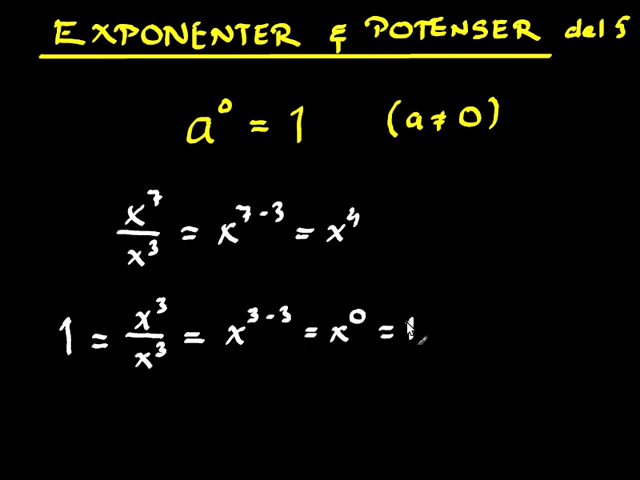 EXPONENTER & POTENSER del 5
a⁰ = 1 (a ≠ 0)
x⁷/x³ = x⁷⁻³ = x⁴
1 = x³/x³ = x³⁻³ = x⁰ = 1